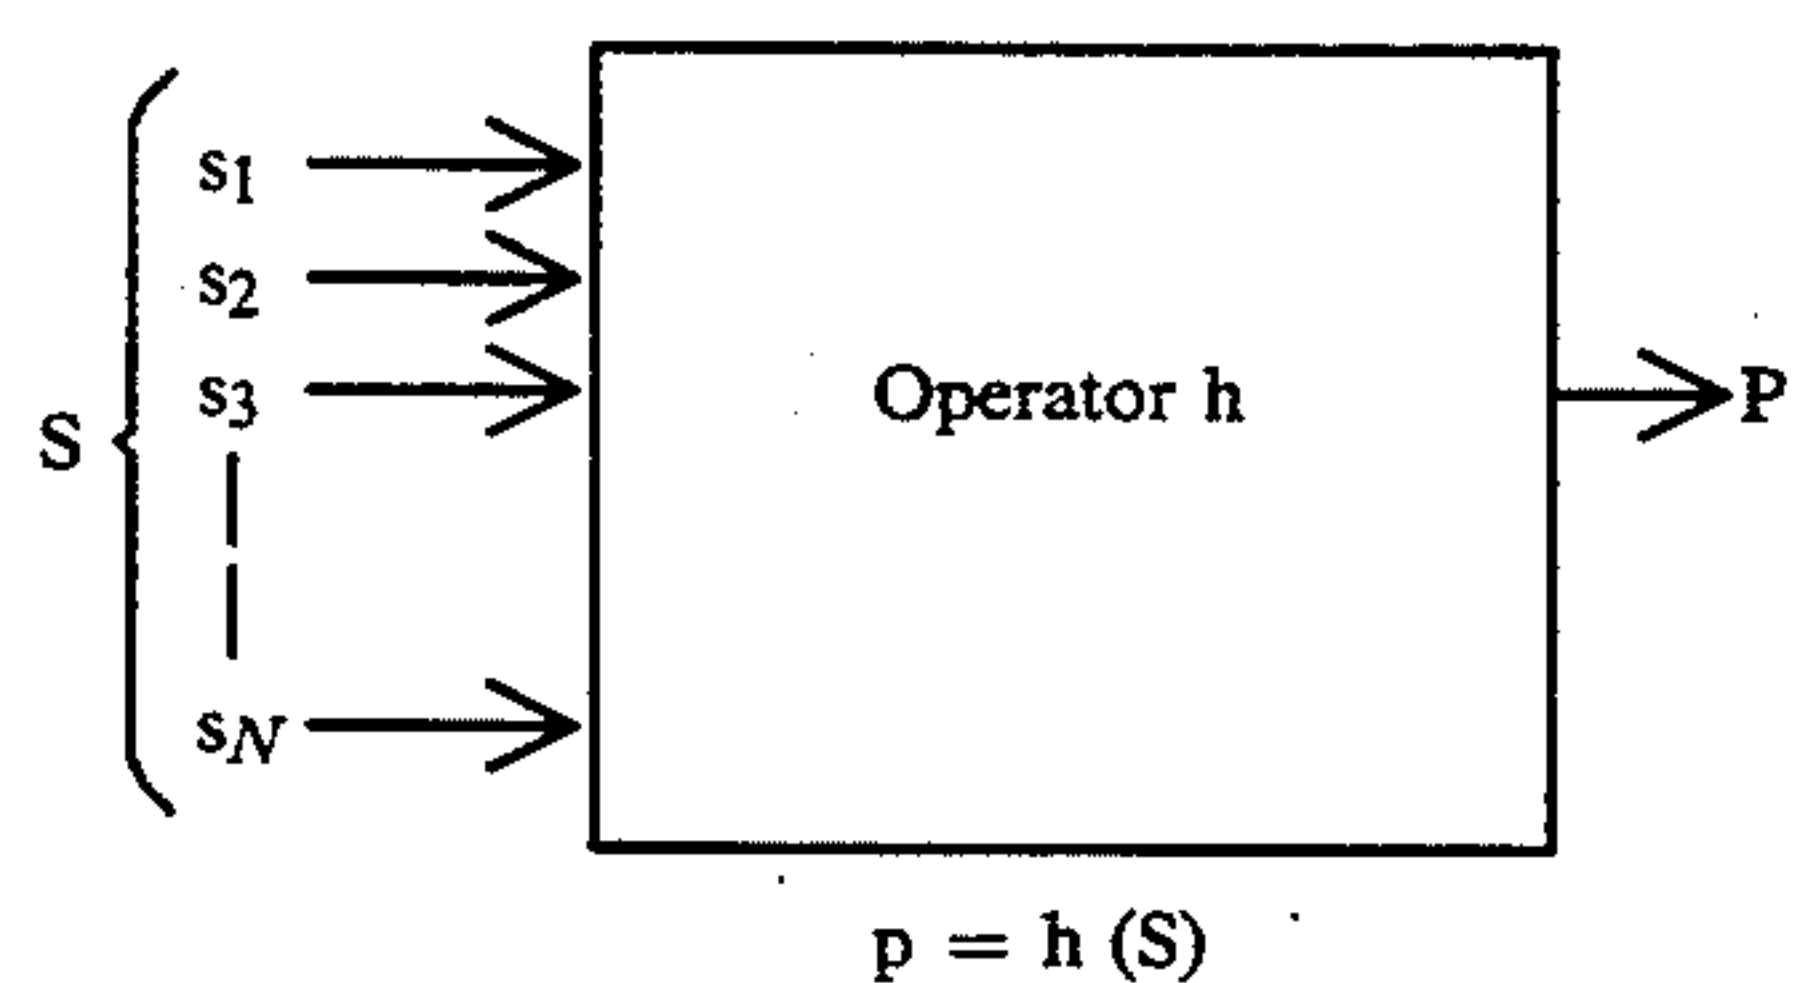 s1
s2
s3
S
Operator h
P
sN
p = h (S)